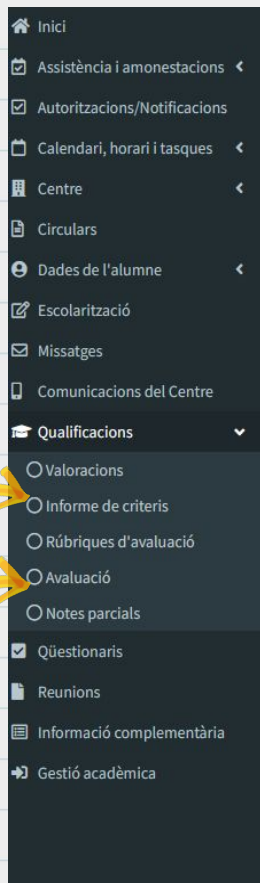 Inici
Assistència i amonestacions
Autoritzacions/Notificacions
Calendari, horari i tasques
Centre
Circulars
Dades de l'alumne
Escolarització
Missatges
Comunicacions del Centre
Qualificacions
Valoracions
Informe de criteris
Rúbriques d'avaluació
Avaluació
Notes parcials
Qüestionaris
Reunions
Informació complementària
Gestió acadèmica